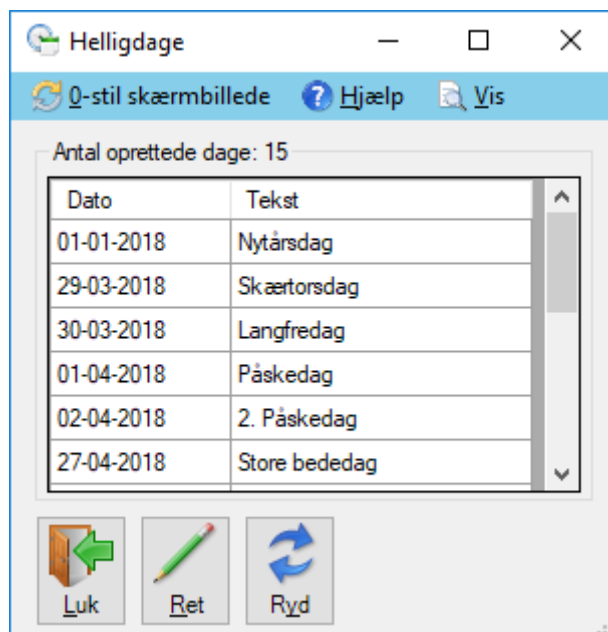 Helligdage
0-stil skærmbillede Hjælp Vis
Antal oprettede dage: 15
Dato Tekst
01-01-2018 Nytårsdag
29-03-2018 Skærtorsdag
30-03-2018 Langfredag
01-04-2018 Påskedag
02-04-2018 2. Påskedag
27-04-2018 Store bededag
Luk Ret Ryd